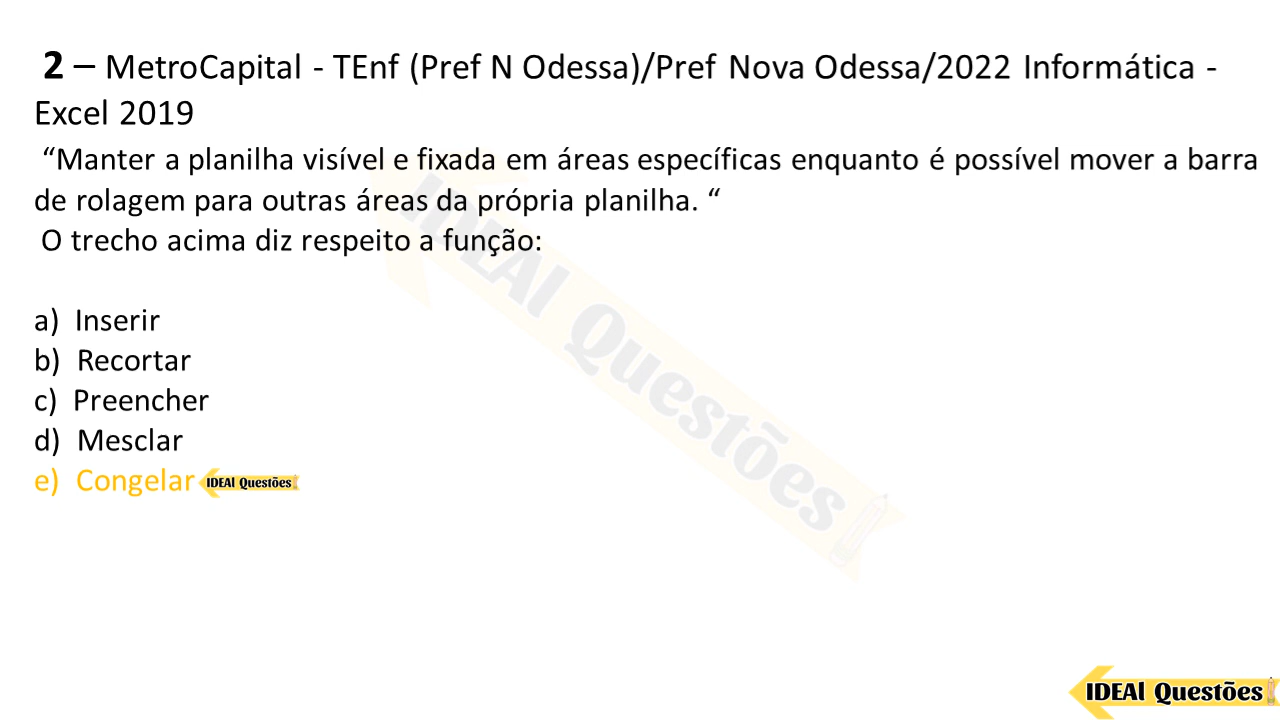 2 – MetroCapital - TEnf (Pref N Odessa)/Pref Nova Odessa/2022 Informática -
Excel 2019
“Manter a planilha visível e fixada em áreas específicas enquanto é possível mover a barra
de rolagem para outras áreas da própria planilha. “
O trecho acima diz respeito a função:
a) Inserir
b) Recortar
c) Preencher
d) Mesclar
e) Congelar IDEAl Questões
IDEAl Questões
IDEAl Questões